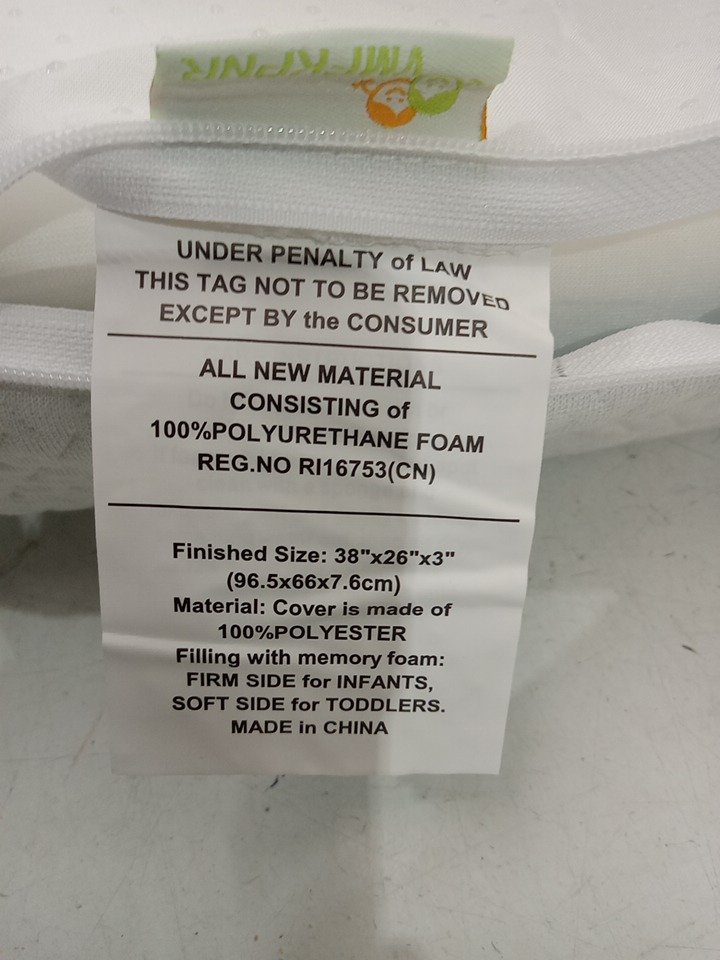 UNDER PENALTY of LAW
THIS TAG NOT TO BE REMOVED
EXCEPT BY the CONSUMER
ALL NEW MATERIAL
CONSISTING of
100%POLYURETHANE FOAM
REG.NO RI16753(CN)
Finished Size: 38"x26"x3"
(96.5x66x7.6cm)
Material: Cover is made of
100%POLYESTER
Filling with memory foam:
FIRM SIDE for INFANTS,
SOFT SIDE for TODDLERS.
MADE in CHINA